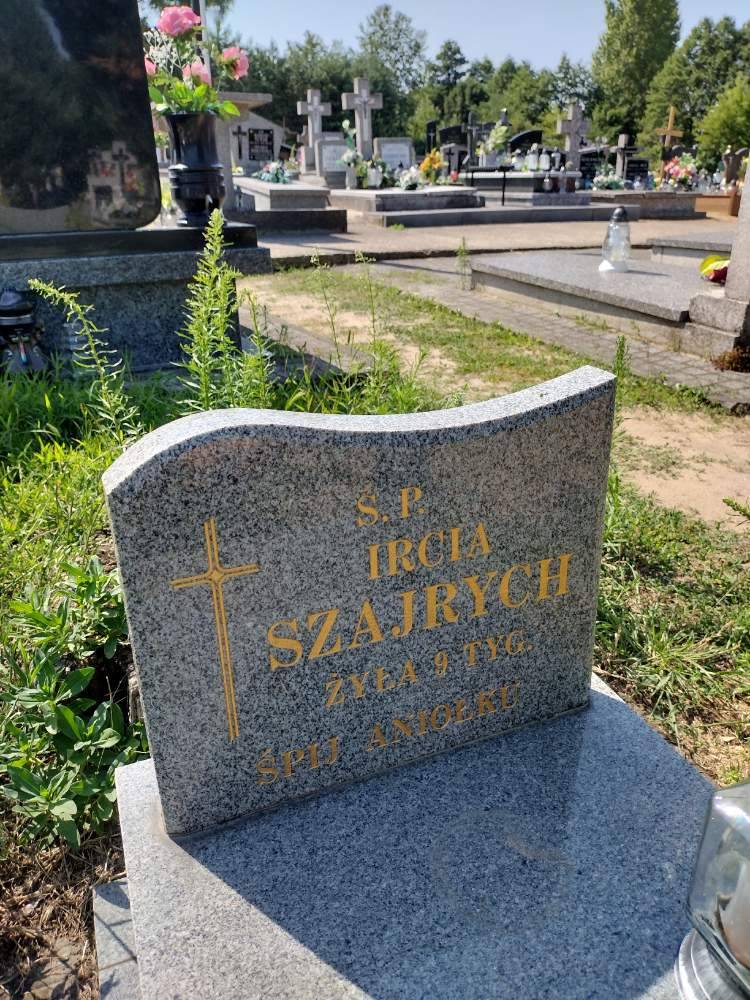 Ś. P.
IRCIA
SZAJRYCH
ŻYŁA 9 TYG.
ŚPIJ ANIOŁKU